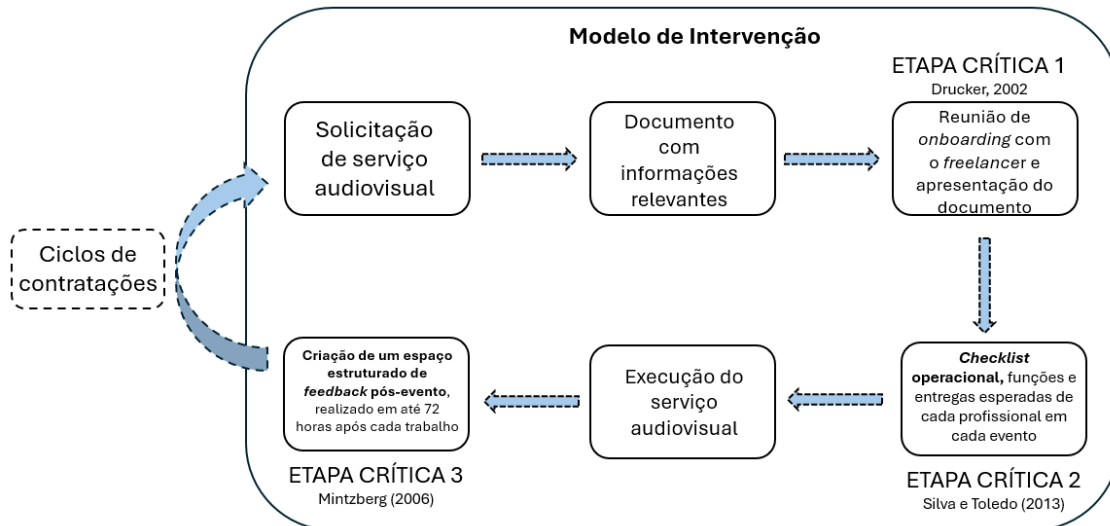 Modelo de Intervenção
ETAPA CRÍTICA 1
Drucker, 2002
Solicitação
de serviço
audiovisual
Documento
com
informações
relevantes
Reunião de
onboarding com
o freelancer e
apresentação do
documento
Ciclos de
contratações
Criação de um espaço
estruturado de
feedback pós-evento,
realizado em até 72
horas após cada trabalho
Execução do
serviço
audiovisual
Checklist
operacional, funções e
entregas esperadas de
cada profissional em
cada evento
ETAPA CRÍTICA 3
Mintzberg (2006)
ETAPA CRÍTICA 2
Silva e Toledo (2013)